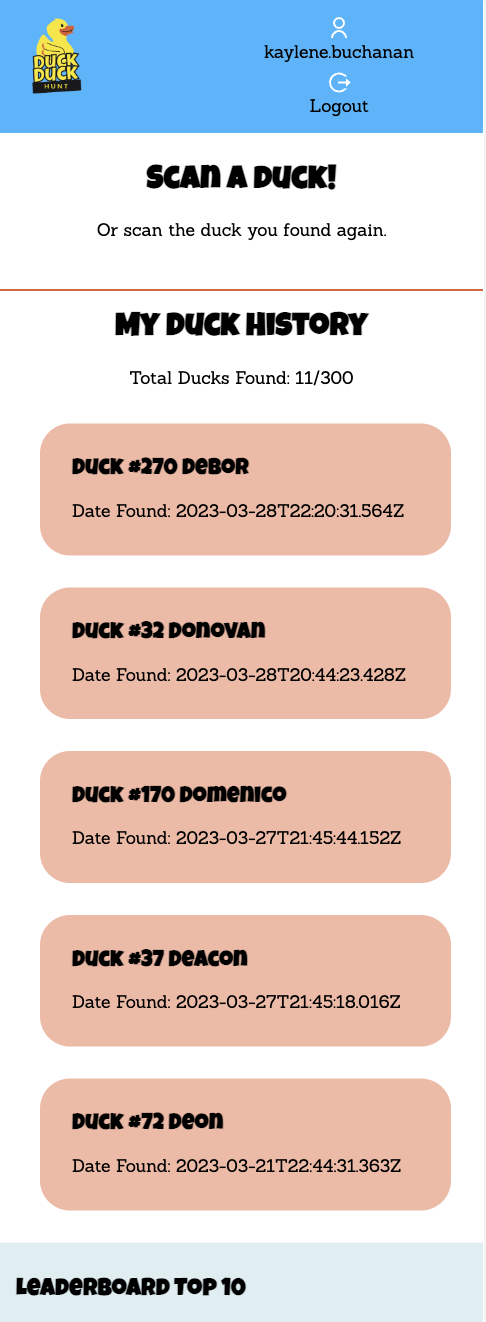 DUCK
DUCK
HUNT
kaylene.buchanan
Logout
Scan a Duck!
Or scan the duck you found again.
My Duck History
Total Ducks Found: 11/300
Duck #270 Debor
Date Found: 2023-03-28T22:20:31.564Z
Duck #32 Donovan
Date Found: 2023-03-28T20:44:23.428Z
Duck #170 Domenico
Date Found: 2023-03-27T21:45:44.152Z
Duck #37 Deacon
Date Found: 2023-03-27T21:45:18.016Z
Duck #72 Deon
Date Found: 2023-03-21T22:44:31.363Z
Leaderboard Top 10